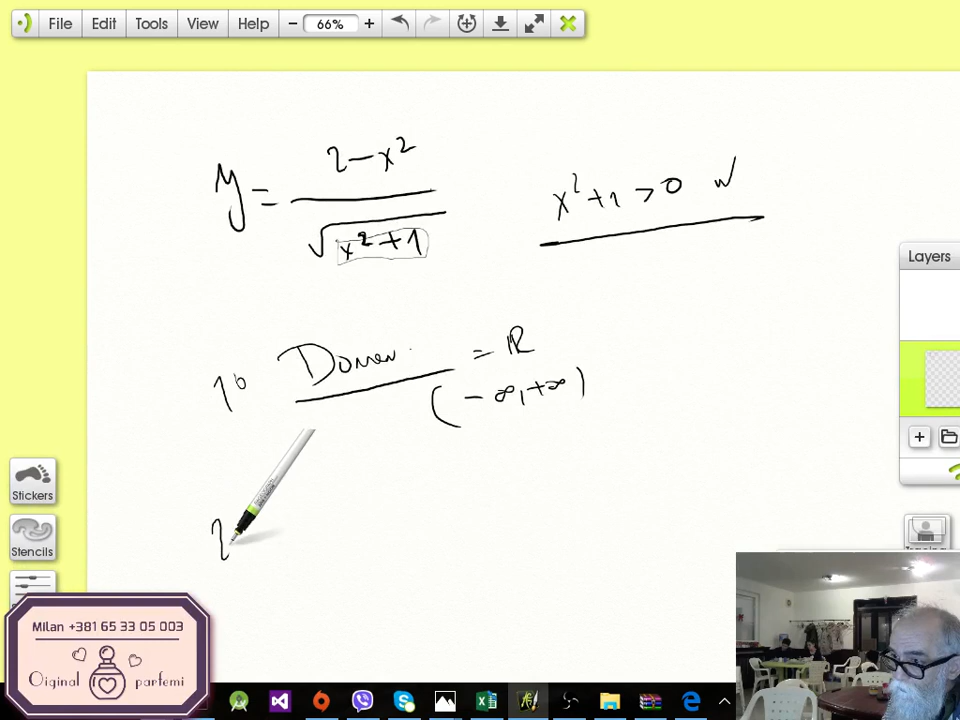 File Edit Tools View Help − 66% +
y = 2-x² / √x²+1
x²+1 >0
1° Domen. = ℝ
(-∞,+∞)
2
Layers
Stickers
Stencils
Milan +381 65 33 05 003
Oiginal parfemi